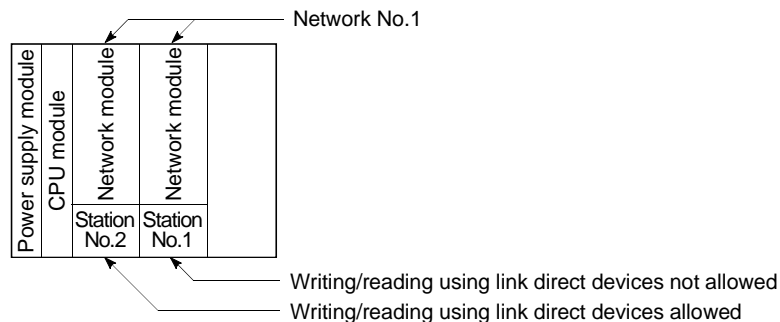 Network No.1
Power supply module
CPU module
Network module
Network module
Station
No.2
Station
No.1
Writing/reading using link direct devices not allowed
Writing/reading using link direct devices allowed